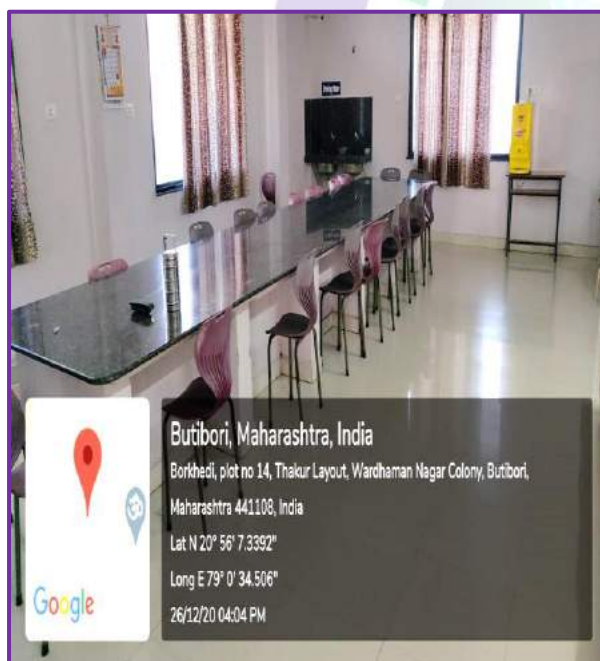 Butibori, Maharashtra, India
Borkhedi, plot no 14, Thakur Layout, Wardhaman Nagar Colony, Butibori,
Maharashtra 441108, India
Lat N 20° 56' 7.3392"
Long E 79° 0' 34.506"
26/12/20 04:04 PM
Google